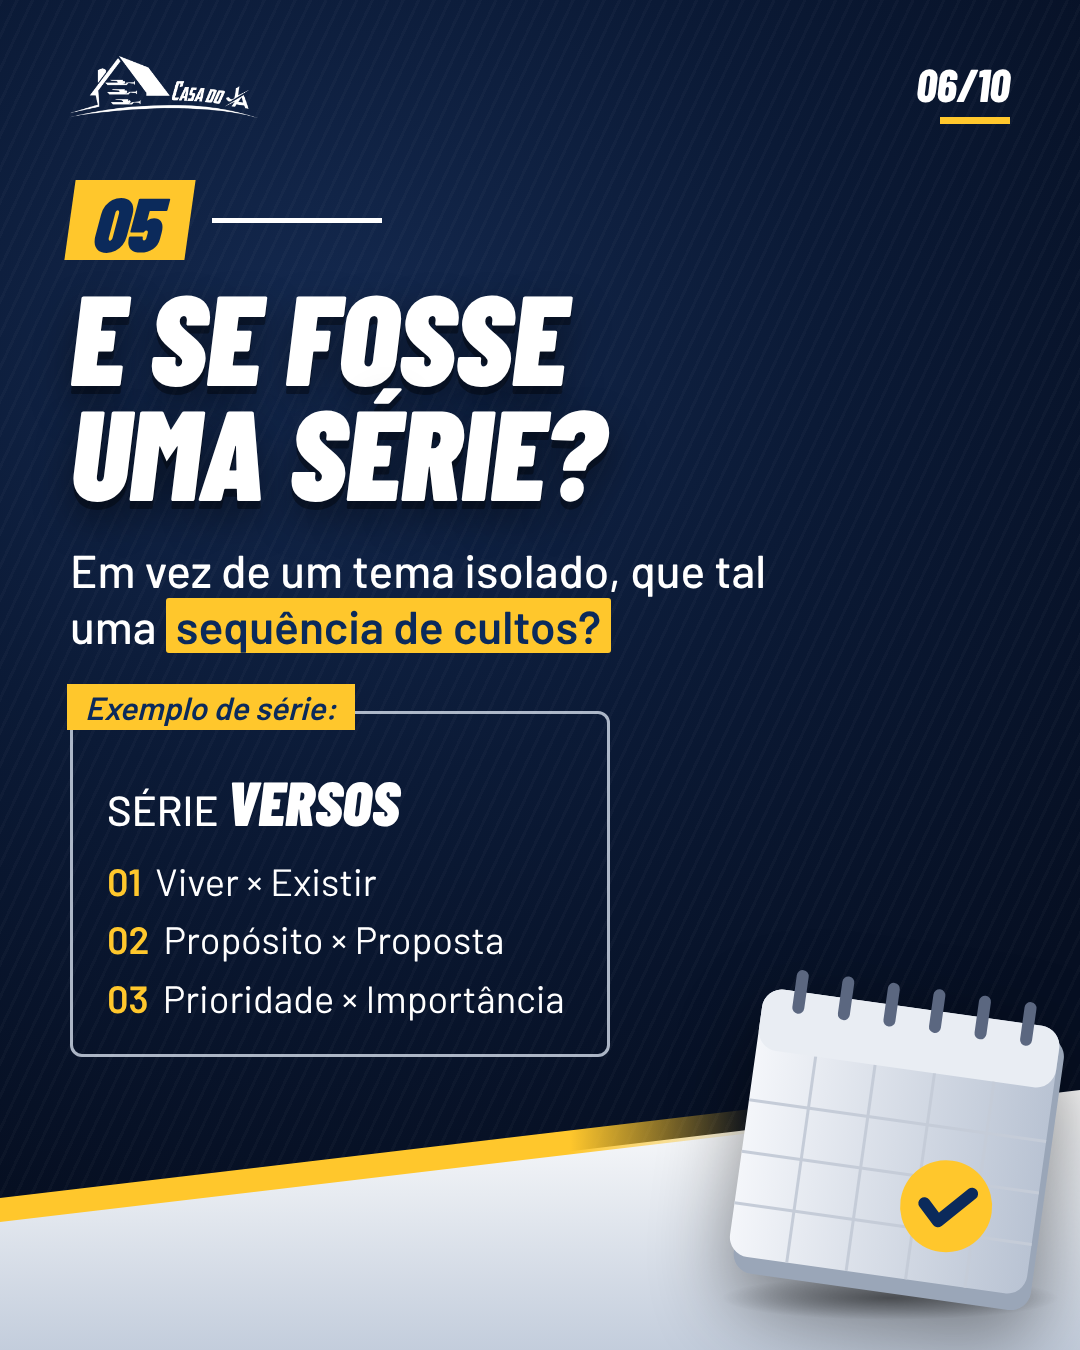 CASA DO JA
06/10
05
E SE FOSSE
UMA SÉRIE?
Em vez de um tema isolado, que tal
uma sequência de cultos?
Exemplo de série:
SÉRIE VERSOS
01 Viver × Existir
02 Propósito × Proposta
03 Prioridade × Importância